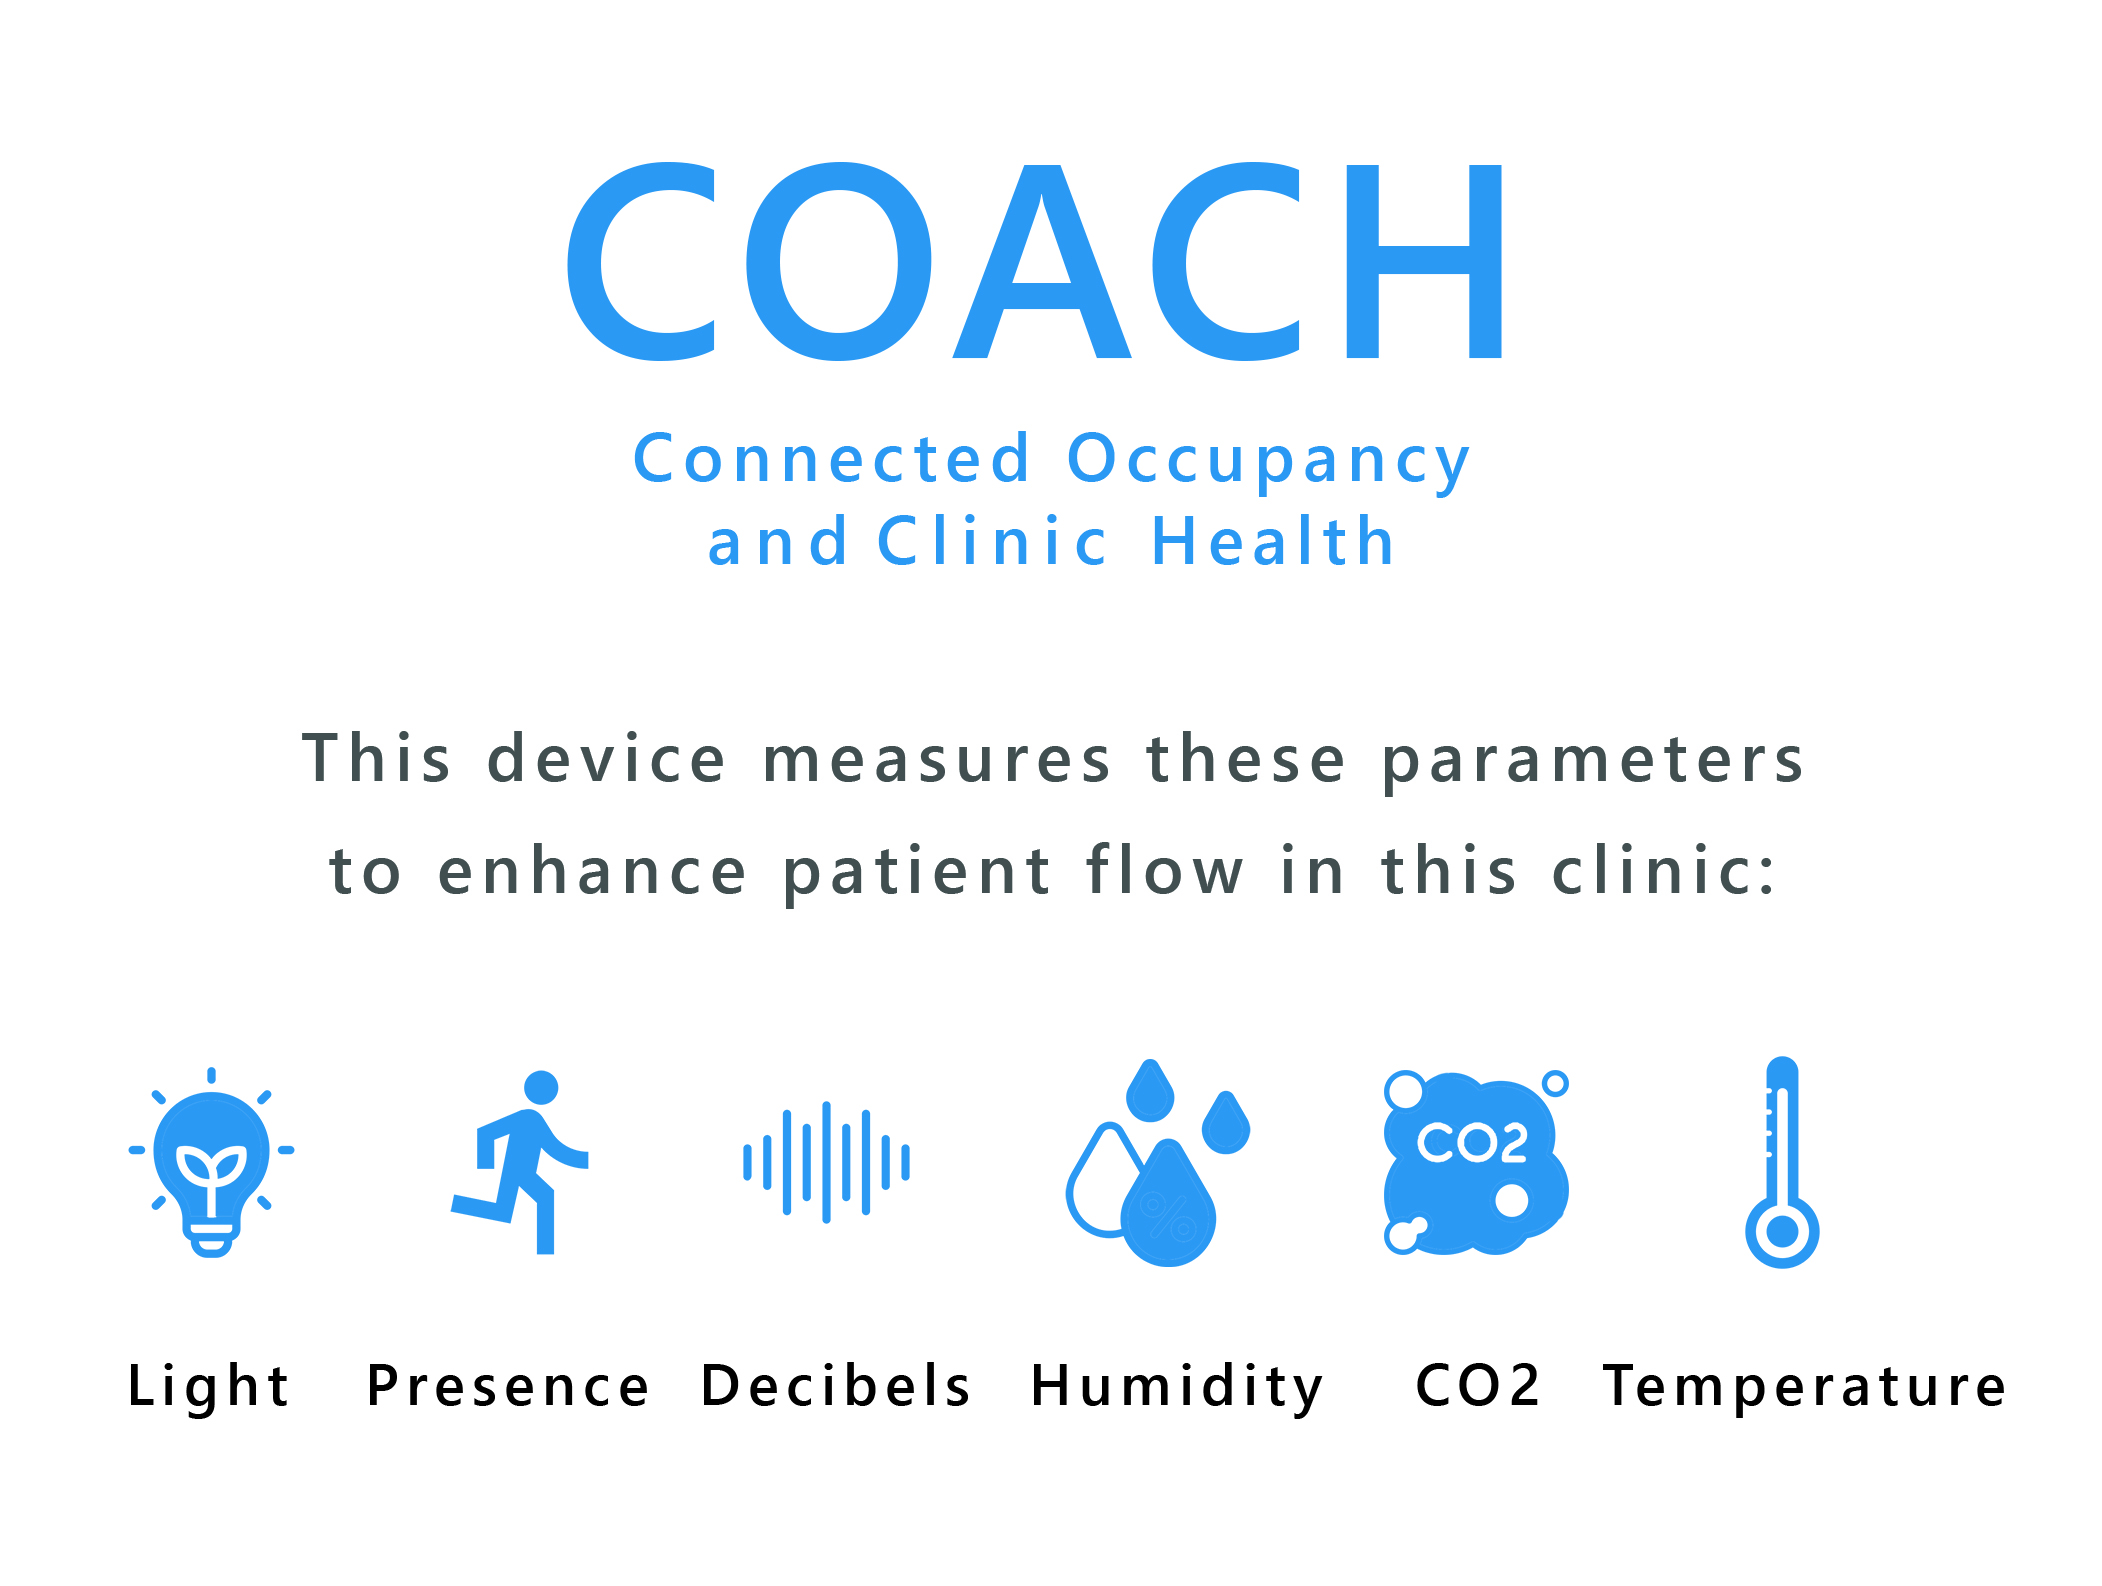 COACH
Connected Occupancy
and Clinic Health
This device measures these parameters
to enhance patient flow in this clinic:
%
CO2
Light Presence Decibels Humidity CO2 Temperature